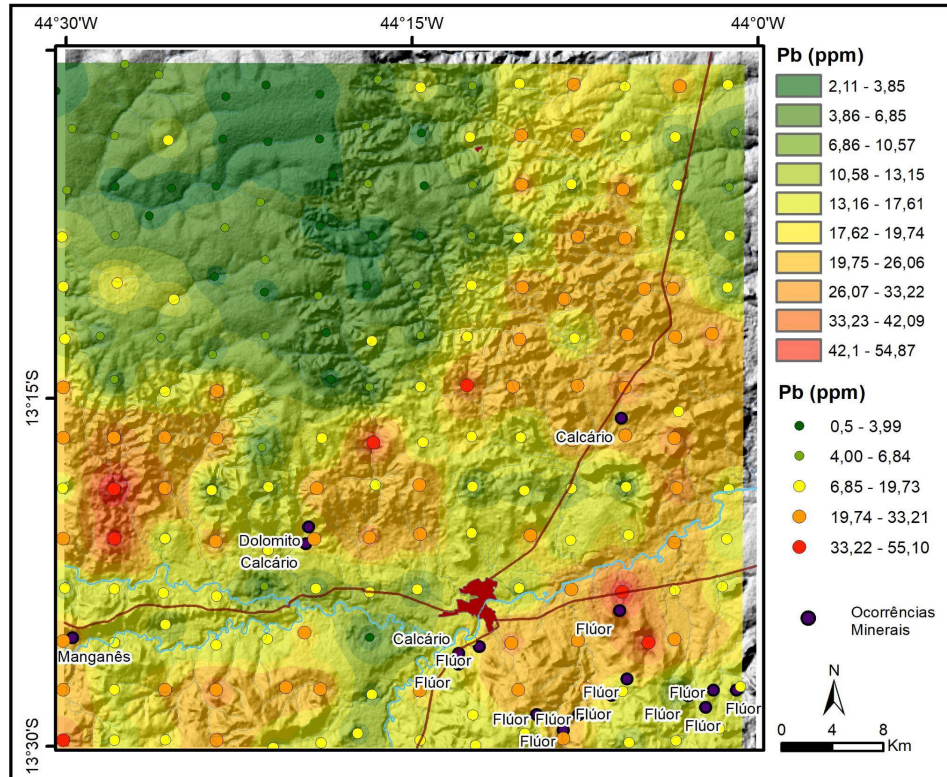 44°30'W
44°15'W
44°0'W
Pb (ppm)
2,11 - 3,85
3,86 - 6,85
6,86 - 10,57
10,58 - 13,15
13,16 - 17,61
17,62 - 19,74
19,75 - 26,06
26,07 - 33,22
33,23 - 42,09
42,1 - 54,87
13°15'S
Pb (ppm)
0,5 - 3,99
4,00 - 6,84
6,85 - 19,73
19,74 - 33,21
33,22 - 55,10
Calcário
Dolomito
Calcário
Ocorrências
Minerais
Flúor
Calcário
Manganês
Flúor
Flúor
Flúor
Flúor
Flúor
Flúor
Flúor
Flúor
Flúor
Flúor
Flúor
N
13°30'S
0
4
8
Km